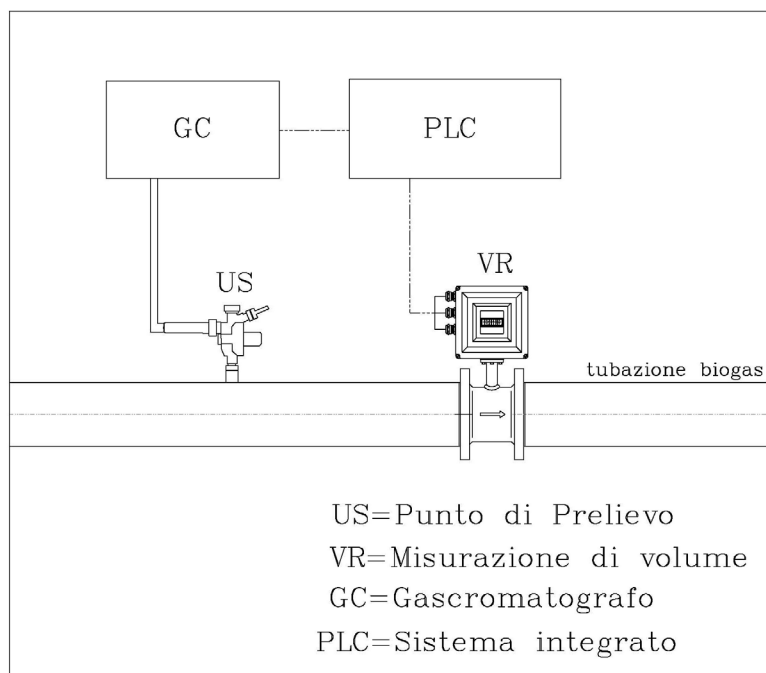 GC
PLC
US
VR
tubazione biogas
US=Punto di Prelievo
VR=Misurazione di volume
GC=Gascromatografo
PLC=Sistema integrato